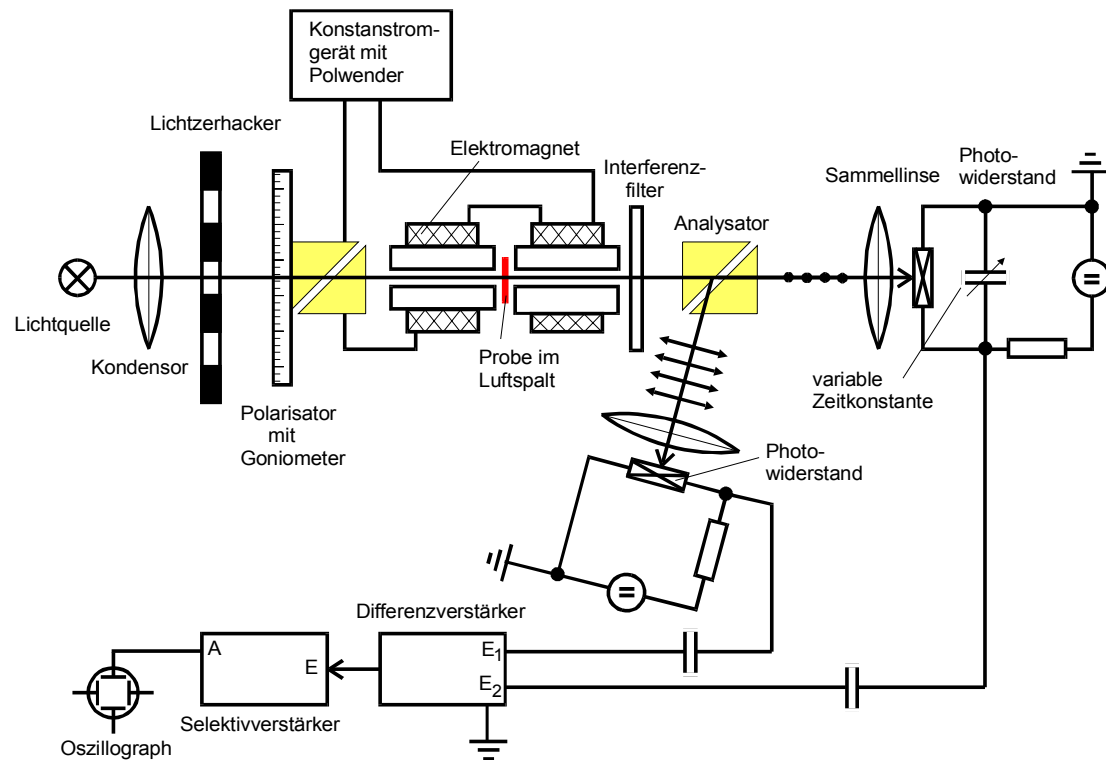 Konstanstrom-
gerät mit
Polwender
Lichtzerhacker
Elektromagnet
Interferenz-
filter
Analysator
Sammellinse
Photo-
widerstand
Lichtquelle
Kondensor
Polarisator
mit
Goniometer
Probe im
Luftspalt
variable
Zeitkonstante
Photo-
widerstand
Differenzverstärker
A
E
E1
E2
Selektivverstärker
Oszillograph